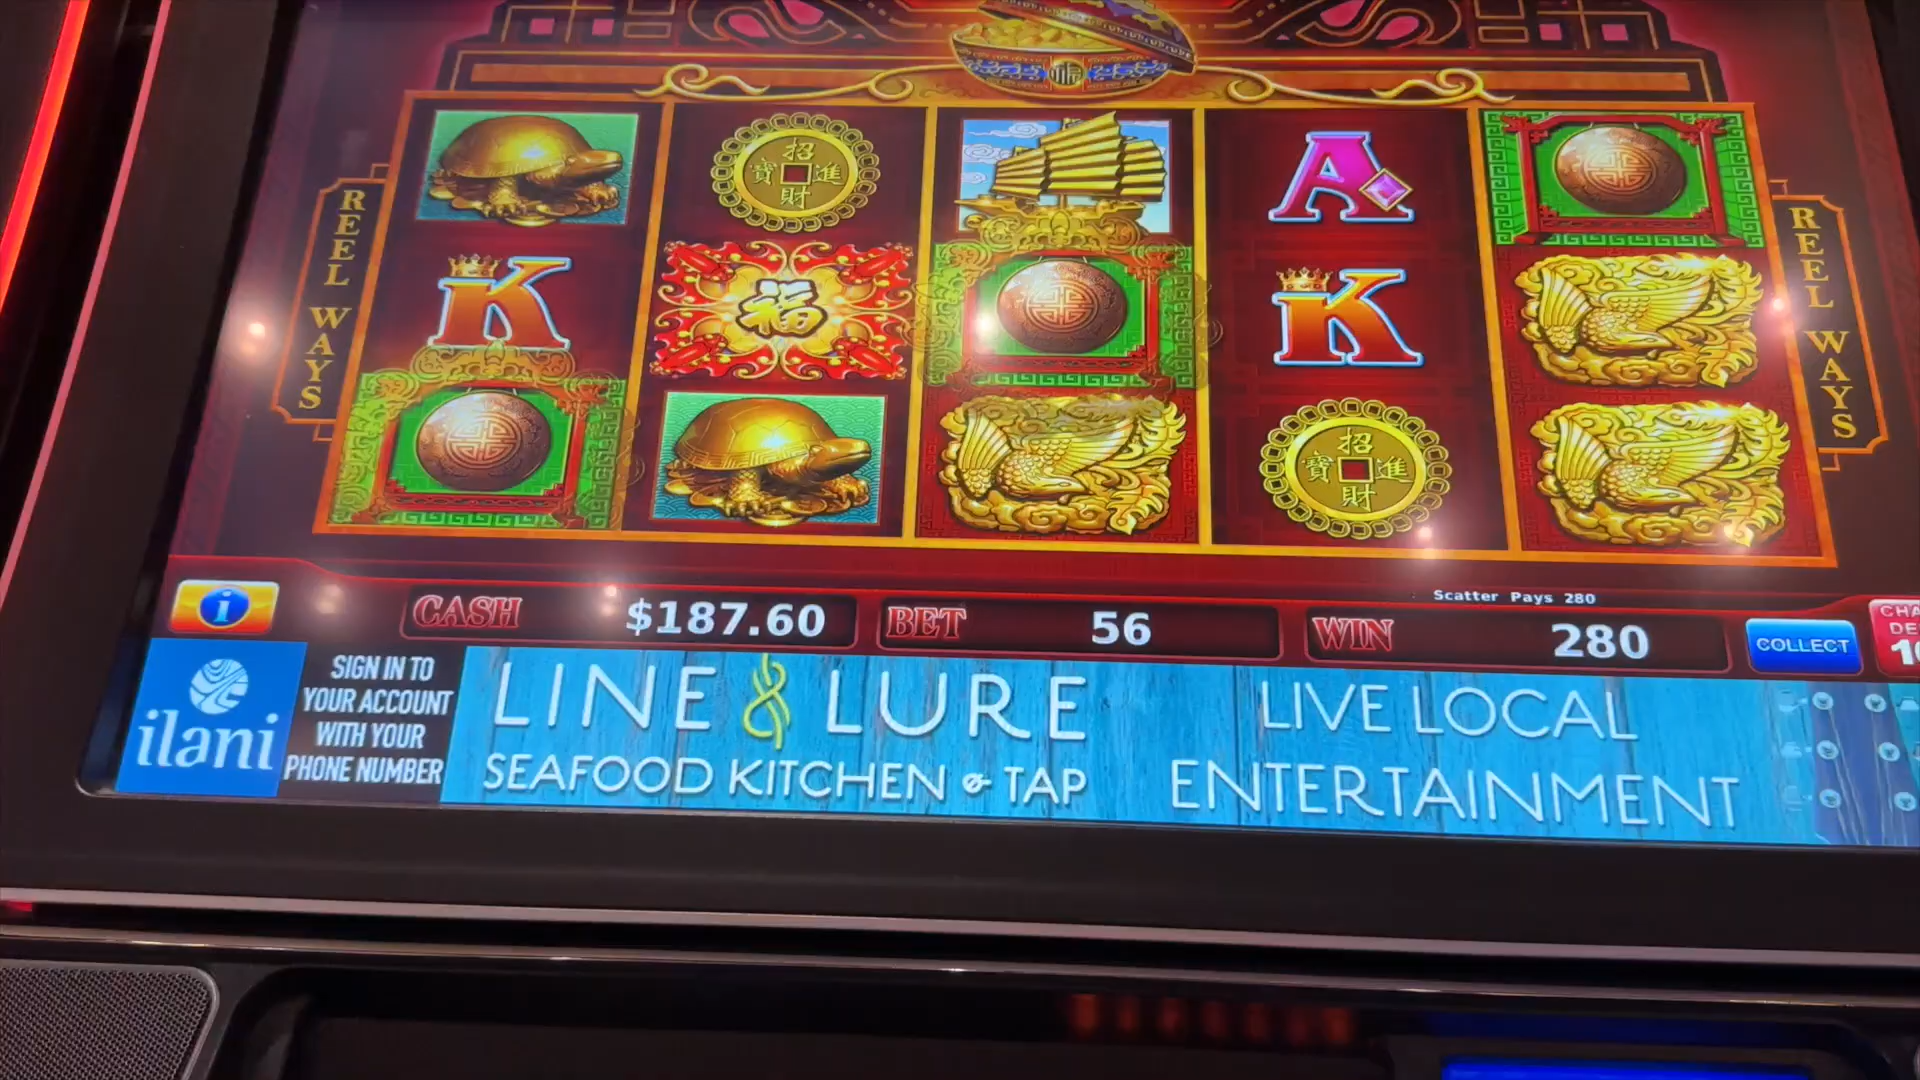 招
寶 進
財
A
REEL WAYS
K
福
K
REEL WAYS
招
寶 進
財
Scatter Pays 280
CASH $187.60 BET 56 WIN 280
COLLECT
ilani
SIGN IN TO
YOUR ACCOUNT
WITH YOUR
PHONE NUMBER
LINE & LURE
SEAFOOD KITCHEN & TAP
LIVE LOCAL
ENTERTAINMENT